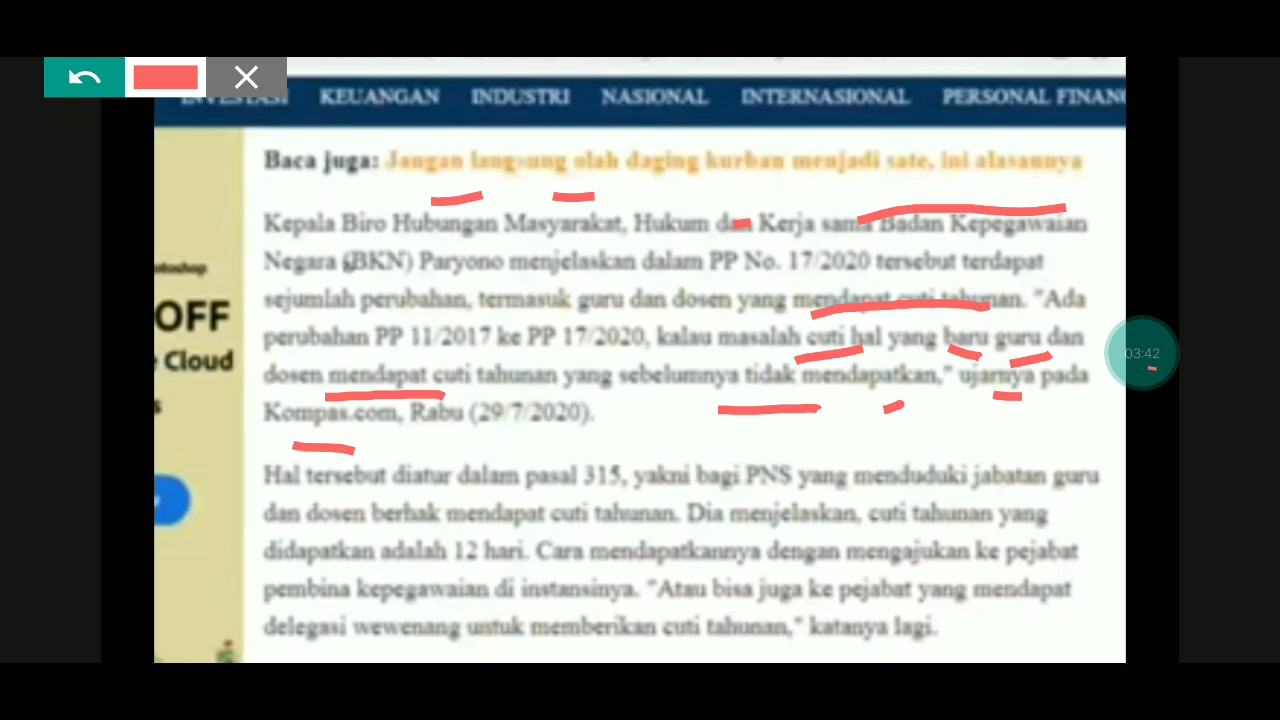 INVESTASI KEUANGAN INDUSTRI NASIONAL INTERNASIONAL PERSONAL FINANC
Baca juga: Jangan langsung olah daging kurban menjadi sate, ini alasannya
Kepala Biro Hubungan Masyarakat, Hukum dan Kerja sama Badan Kepegawaian
Negara (BKN) Paryono menjelaskan dalam PP No. 17/2020 tersebut terdapat
sejumlah perubahan, termasuk guru dan dosen yang mendapat cuti tahunan. "Ada
perubahan PP 11/2017 ke PP 17/2020, kalau masalah cuti hal yang baru guru dan
dosen mendapat cuti tahunan yang sebelumnya tidak mendapatkan," ujarnya pada
Kompas.com, Rabu (29/7/2020).
Hal tersebut diatur dalam pasal 315, yakni bagi PNS yang menduduki jabatan guru
dan dosen berhak mendapat cuti tahunan. Dia menjelaskan, cuti tahunan yang
didapatkan adalah 12 hari. Cara mendapatkannya dengan mengajukan ke pejabat
pembina kepegawaian di instansinya. "Atau bisa juga ke pejabat yang mendapat
delegasi wewenang untuk memberikan cuti tahunan," katanya lagi.
otoshop
OFF
Cloud
03:42